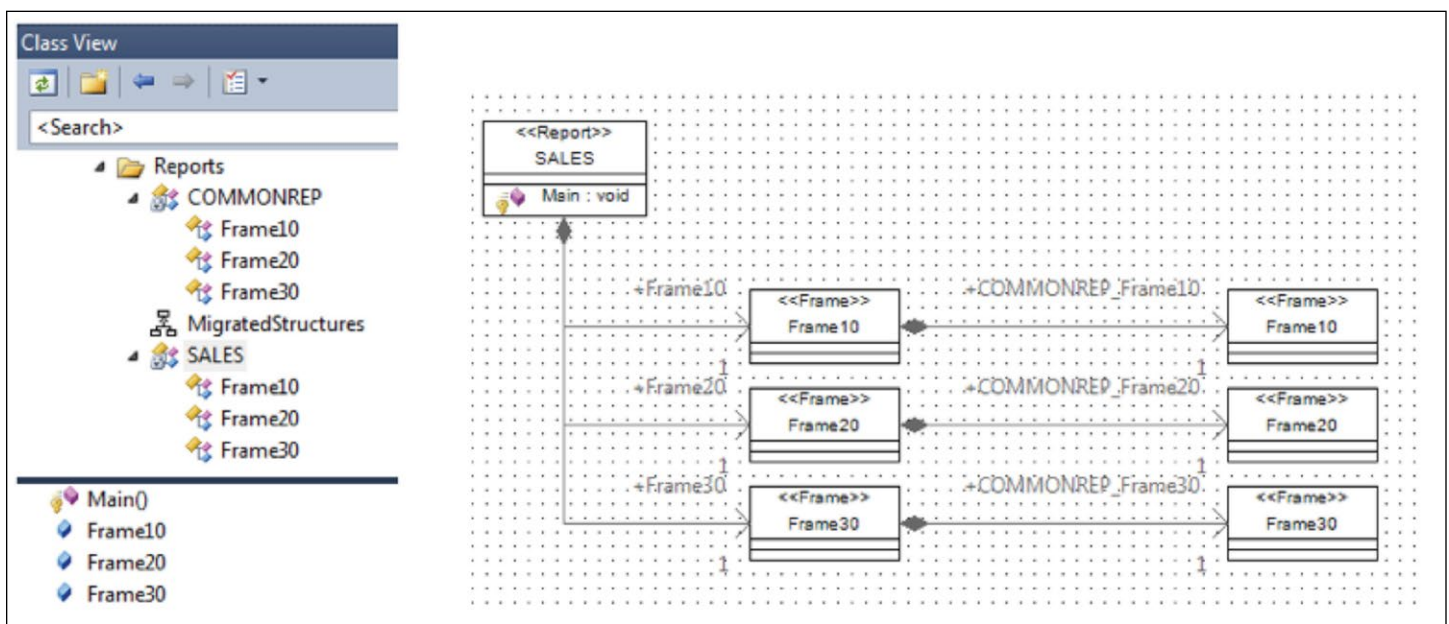 Class View
<Search>
Reports
COMMONREP
Frame10
Frame20
Frame30
MigratedStructures
SALES
Frame10
Frame20
Frame30
Main()
Frame10
Frame20
Frame30
<<Report>>
SALES
Main : void
+Frame10
<<Frame>>
Frame10
1
+COMMONREP_Frame10
<<Frame>>
Frame10
1
+Frame20
<<Frame>>
Frame20
1
+COMMONREP_Frame20
<<Frame>>
Frame20
1
+Frame30
<<Frame>>
Frame30
1
+COMMONREP_Frame30
<<Frame>>
Frame30
1